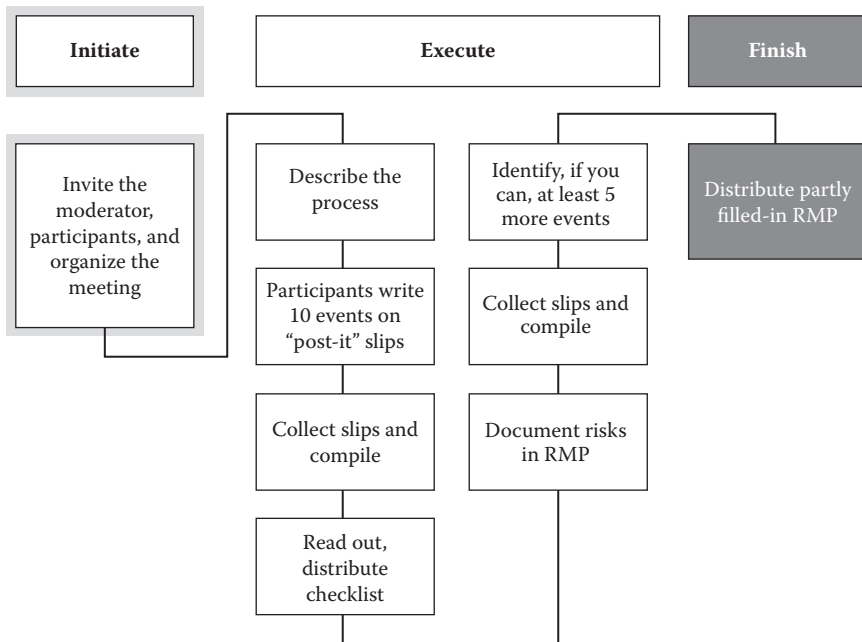 Initiate
Execute
Finish
Invite the
moderator,
participants, and
organize the
meeting
Describe the
process
Participants write
10 events on
“post-it” slips
Collect slips and
compile
Read out,
distribute
checklist
Identify, if you
can, at least 5
more events
Collect slips and
compile
Document risks
in RMP
Distribute partly
filled-in RMP